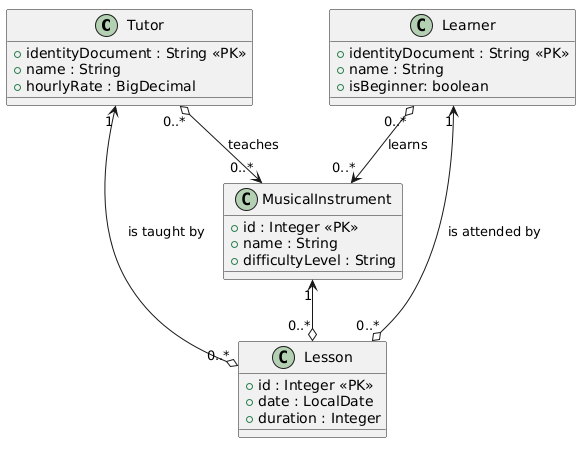 C Tutor
identityDocument : String «PK»
name : String
hourlyRate : BigDecimal
C Learner
identityDocument : String «PK»
name : String
isBeginner: boolean
1
0..*
0..*
1
teaches
learns
0..*
0..*
C MusicalInstrument
id : Integer «PK»
name : String
difficultyLevel : String
is taught by
is attended by
1
0..*
0..*
0..*
C Lesson
id : Integer «PK»
date : LocalDate
duration : Integer